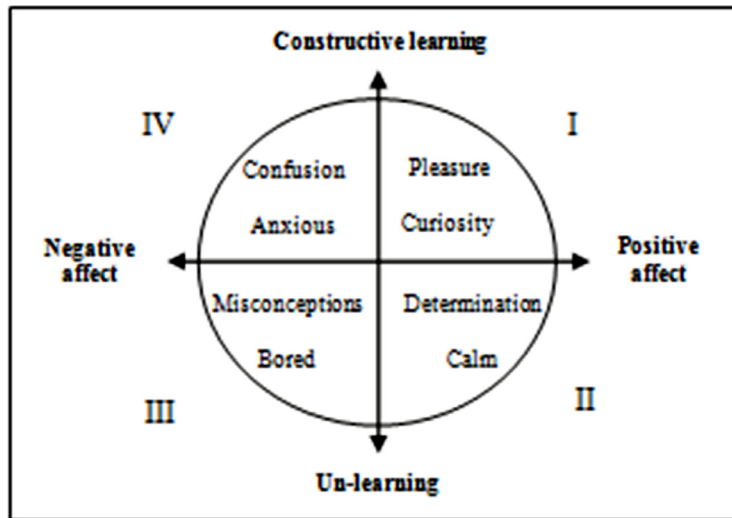 Constructive learning
IV
I
Confusion
Pleasure
Anxious
Curiosity
Negative
affect
Positive
affect
Misconceptions
Determination
Bored
Calm
III
II
Un-learning